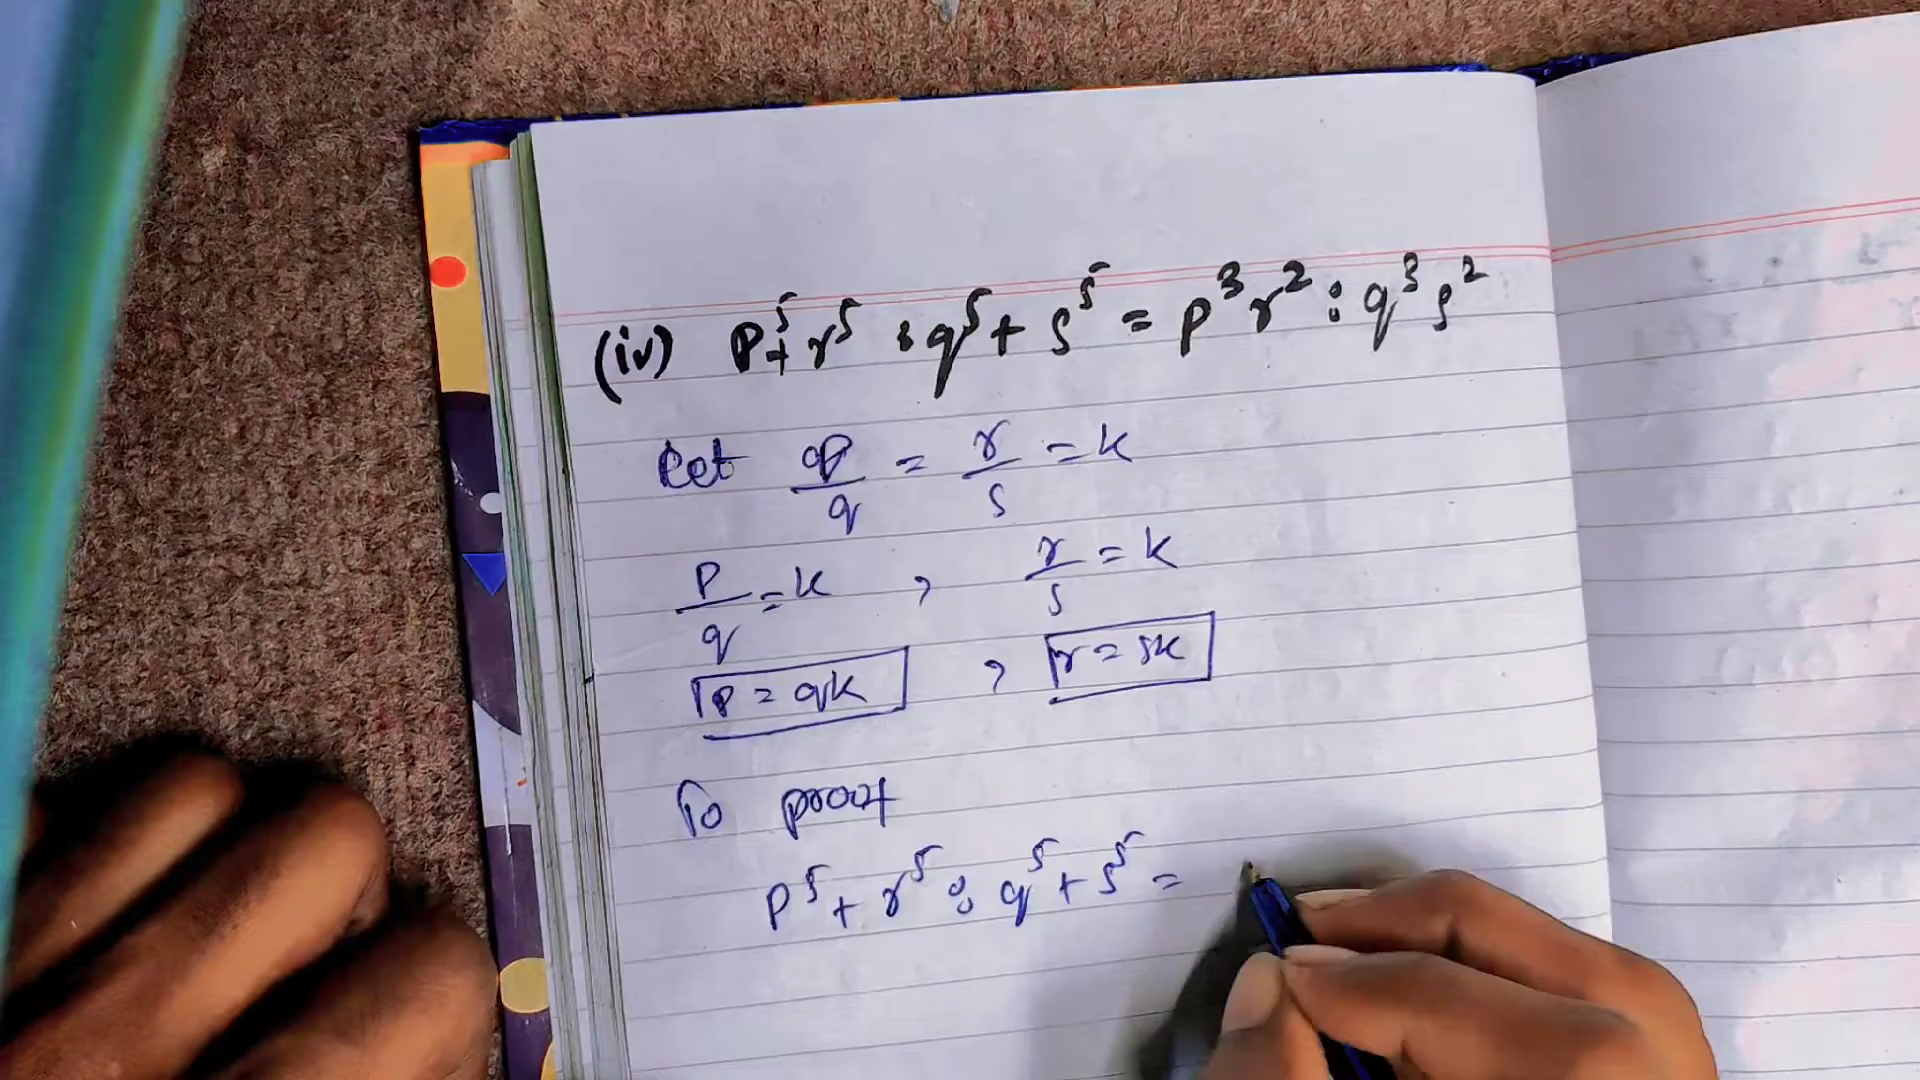 (iv) p⁵+r⁵ : q⁵+s⁵ = p³r² : q³s²
Let p/q = r/s = k
p/q = k , r/s = k
p = qk , r = sk
To proof
p⁵+r⁵ : q⁵+s⁵ =